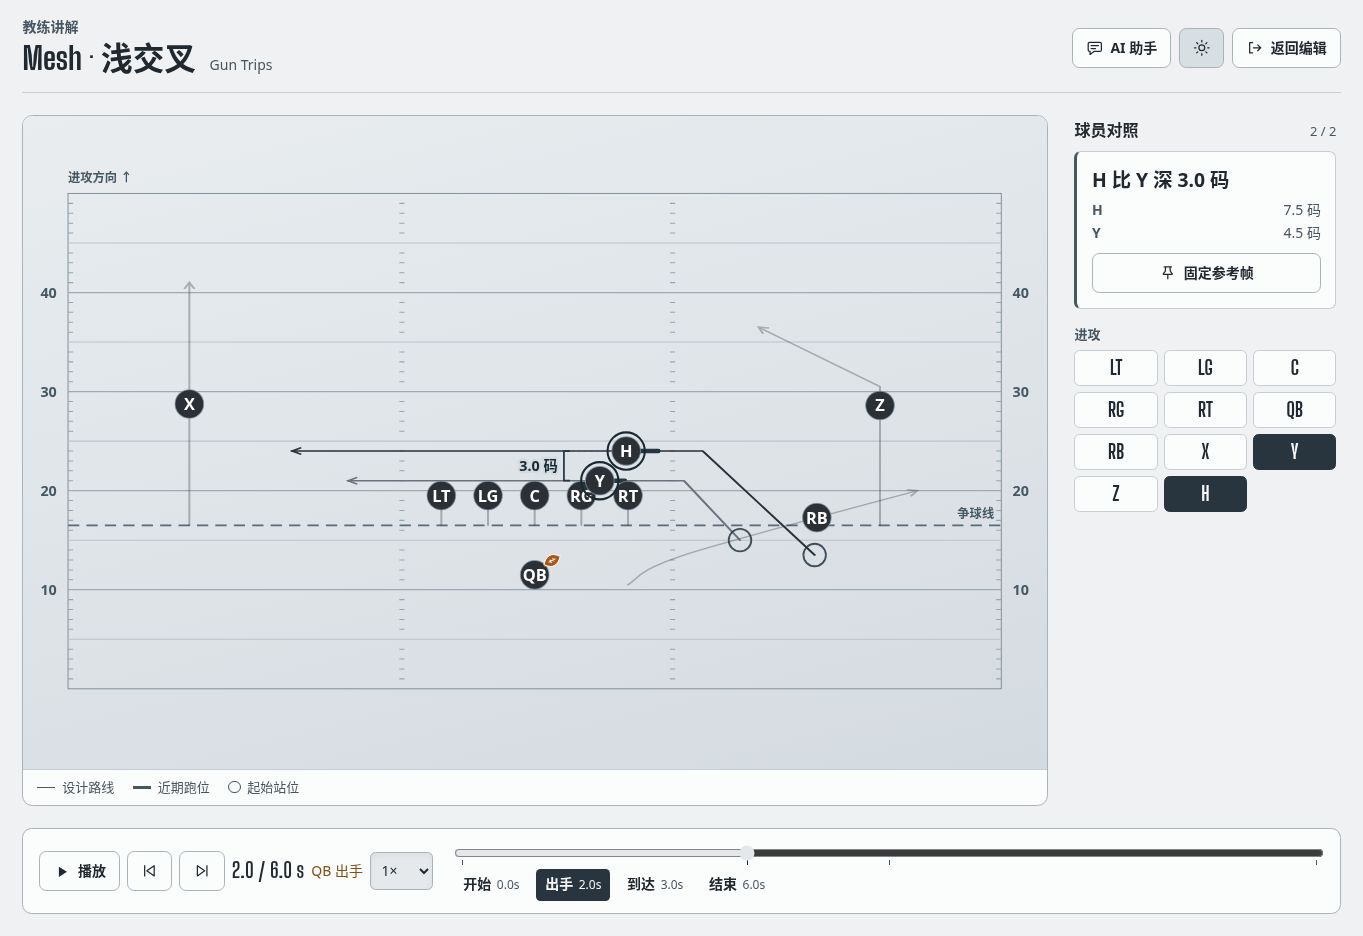 教练讲解
Mesh · 浅交叉 Gun Trips
AI 助手
返回编辑
进攻方向 ↑
40 40
30 30
20 20
10 10
X
Z
H
3.0 码
Y
LT LG C RG RT
RB
争球线
QB
设计路线 近期跑位 起始站位
球员对照 2 / 2
H 比 Y 深 3.0 码
H 7.5 码
Y 4.5 码
固定参考帧
进攻
LT LG C
RG RT QB
RB X Y
Z H
播放 2.0 / 6.0 s QB 出手 1×
开始 0.0s 出手 2.0s 到达 3.0s 结束 6.0s